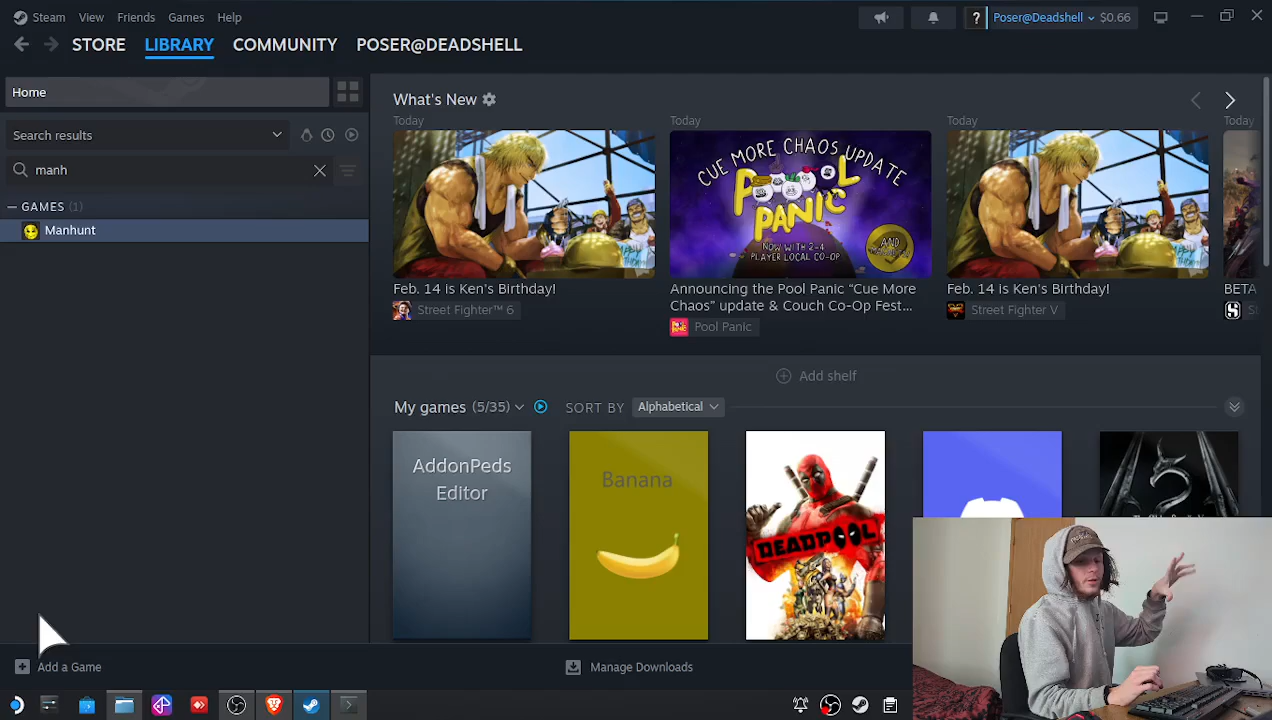 Steam View Friends Games Help
? Poser@Deadshell $0.66
STORE LIBRARY COMMUNITY POSER@DEADSHELL
Home
Search results
manh
GAMES (1)
Manhunt
What's New
Today
Today
Today
Today
CUE MORE CHAOS UPDATE
POOL
PANIC
NOW WITH 2-4
PLAYER LOCAL CO-OP
AND
Feb. 14 is Ken's Birthday!
Street Fighter™ 6
Announcing the Pool Panic “Cue More
Chaos” update & Couch Co-Op Fest...
Pool Panic
Feb. 14 is Ken's Birthday!
Street Fighter V
BETA
S
Add shelf
My games (5/35) SORT BY Alphabetical
AddonPeds
Editor
Banana
DEADPOOL
Add a Game
Manage Downloads